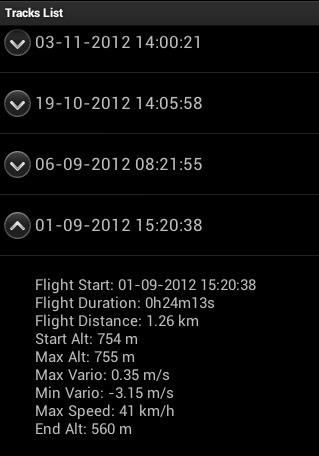 Tracks List
03-11-2012 14:00:21
19-10-2012 14:05:58
06-09-2012 08:21:55
01-09-2012 15:20:38
Flight Start: 01-09-2012 15:20:38
Flight Duration: 0h24m13s
Flight Distance: 1.26 km
Start Alt: 754 m
Max Alt: 755 m
Max Vario: 0.35 m/s
Min Vario: -3.15 m/s
Max Speed: 41 km/h
End Alt: 560 m